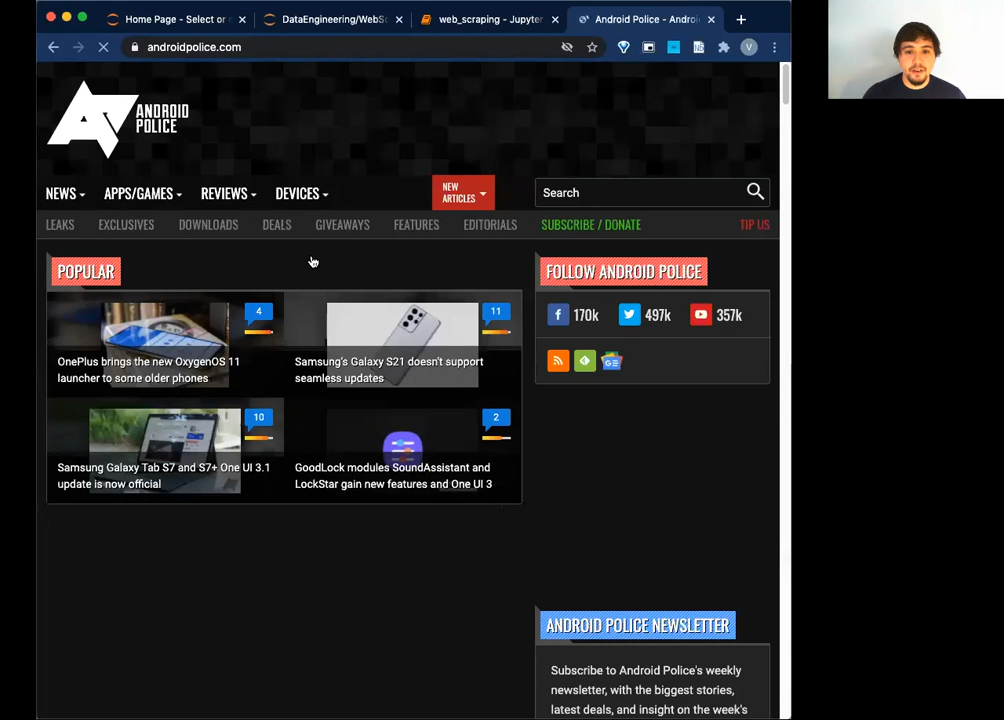 Home Page - Select or
DataEngineering/WebSc
web_scraping - Jupyter
Android Police - Androi
androidpolice.com
V
ANDROID
POLICE
NEWS
APPS/GAMES
REVIEWS
DEVICES
NEW
ARTICLES
Search
LEAKS
EXCLUSIVES
DOWNLOADS
DEALS
GIVEAWAYS
FEATURES
EDITORIALS
SUBSCRIBE / DONATE
TIP US
POPULAR
4
OnePlus brings the new OxygenOS 11
launcher to some older phones
11
Samsung's Galaxy S21 doesn't support
seamless updates
10
Samsung Galaxy Tab S7 and S7+ One UI 3.1
update is now official
2
GoodLock modules SoundAssistant and
LockStar gain new features and One UI 3
FOLLOW ANDROID POLICE
170k
497k
357k
ANDROID POLICE NEWSLETTER
Subscribe to Android Police's weekly
newsletter, with the biggest stories,
latest deals, and insight on the week's